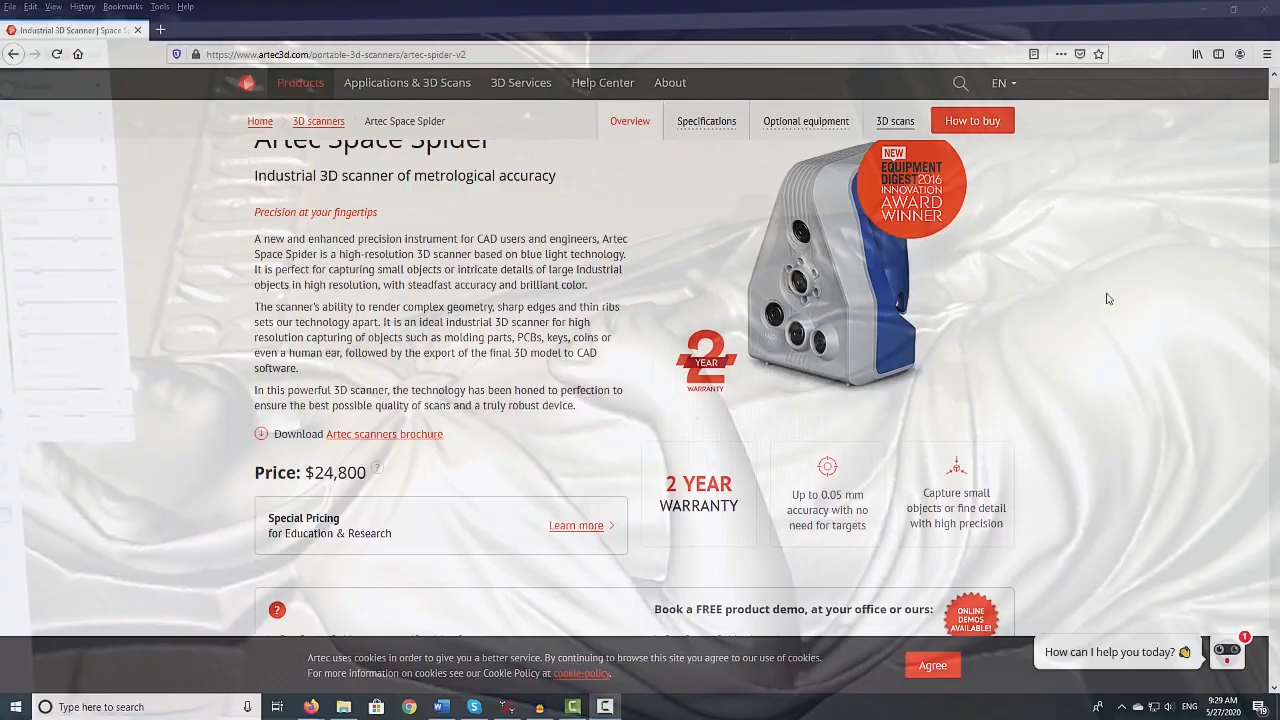 File Edit View History Bookmarks Tools Help
Industrial 3D Scanner | Space S
https://www.artec3d.com/portable-3d-scanners/artec-spider-v2
Products Applications & 3D Scans 3D Services Help Center About EN
Home 3D scanners Artec Space Spider Overview Specifications Optional equipment 3D scans How to buy
Artec Space Spider
Industrial 3D scanner of metrological accuracy
Precision at your fingertips
A new and enhanced precision instrument for CAD users and engineers, Artec
Space Spider is a high-resolution 3D scanner based on blue light technology.
It is perfect for capturing small objects or intricate details of large industrial
objects in high resolution, with steadfast accuracy and brilliant color.
The scanner's ability to render complex geometry, sharp edges and thin ribs
sets our technology apart. It is an ideal industrial 3D scanner for high
resolution capturing of objects such as molding parts, PCBs, keys, coins or
even a human ear, followed by the export of the final 3D model to CAD
software.
In this powerful 3D scanner, the technology has been honed to perfection to
ensure the best possible quality of scans and a truly robust device.
Download Artec scanners brochure
Price: $24,800 ?
Special Pricing
for Education & Research
Learn more
NEW
EQUIPMENT
DIGEST 2016
INNOVATION
AWARD
WINNER
2
YEAR
WARRANTY
2 YEAR
WARRANTY
Up to 0.05 mm
accuracy with no
need for targets
Capture small
objects or fine detail
with high precision
?
Book a FREE product demo, at your office or ours:
ONLINE
DEMOS
AVAILABLE!
Artec uses cookies in order to give you a better service. By continuing to browse this site you agree to our use of cookies.
For more information on cookies see our Cookie Policy at cookie-policy.
Agree
How can I help you today?
1
Type here to search
9:29 AM
5/27/2020
19